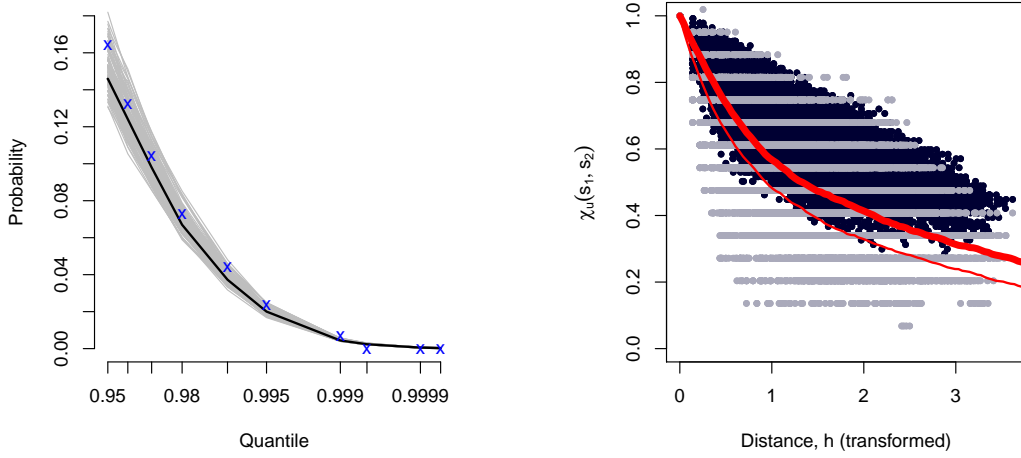 Probability
0.00 0.04 0.08 0.12 0.16
0.95 0.98 0.995 0.999 0.9999
Quantile
χu(s1, s2)
0.0 0.2 0.4 0.6 0.8 1.0
0 1 2 3
Distance, h (transformed)